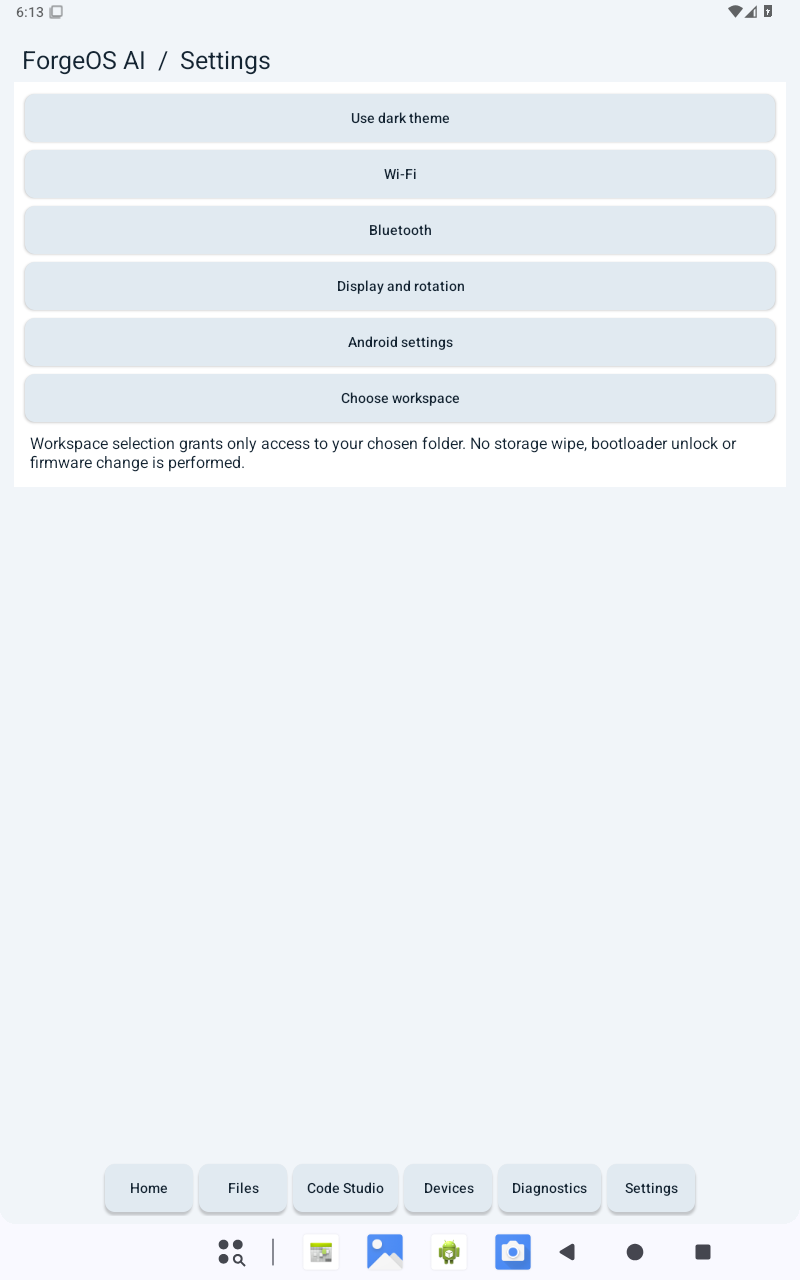 6:13
ForgeOS AI / Settings
Use dark theme
Wi-Fi
Bluetooth
Display and rotation
Android settings
Choose workspace
Workspace selection grants only access to your chosen folder. No storage wipe, bootloader unlock or
firmware change is performed.
Home Files Code Studio Devices Diagnostics Settings